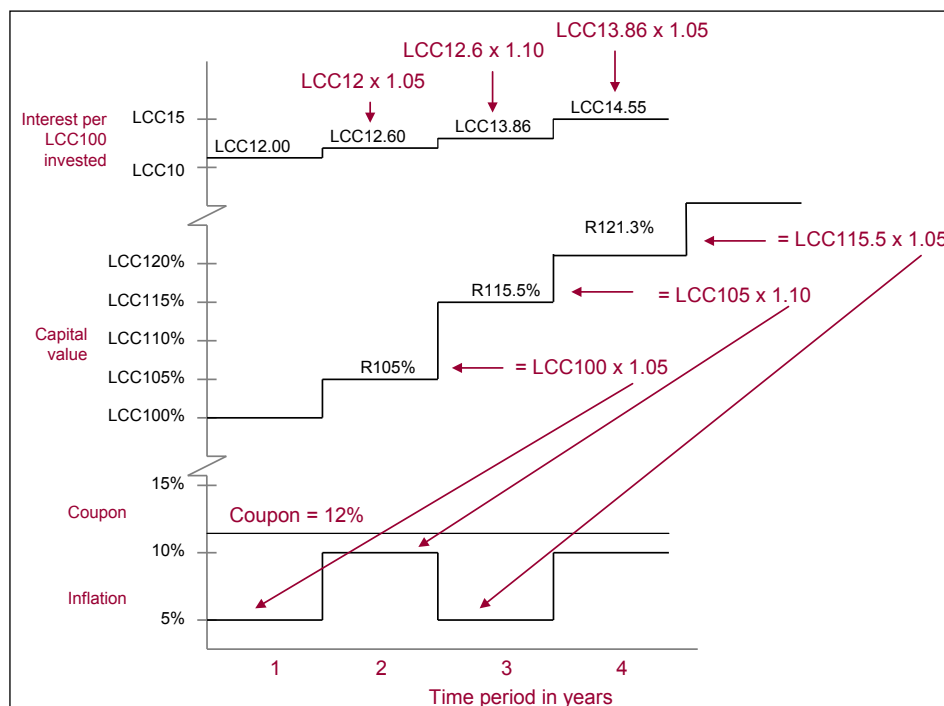 LCC13.86 x 1.05
LCC12.6 x 1.10
LCC12 x 1.05
Interest per
LCC100
invested
LCC15
LCC10
LCC12.00
LCC12.60
LCC13.86
LCC14.55
Capital
value
LCC120%
LCC115%
LCC110%
LCC105%
LCC100%
R105%
R115.5%
R121.3%
= LCC115.5 x 1.05
= LCC105 x 1.10
= LCC100 x 1.05
Coupon
Inflation
15%
10%
5%
Coupon = 12%
1 2 3 4
Time period in years